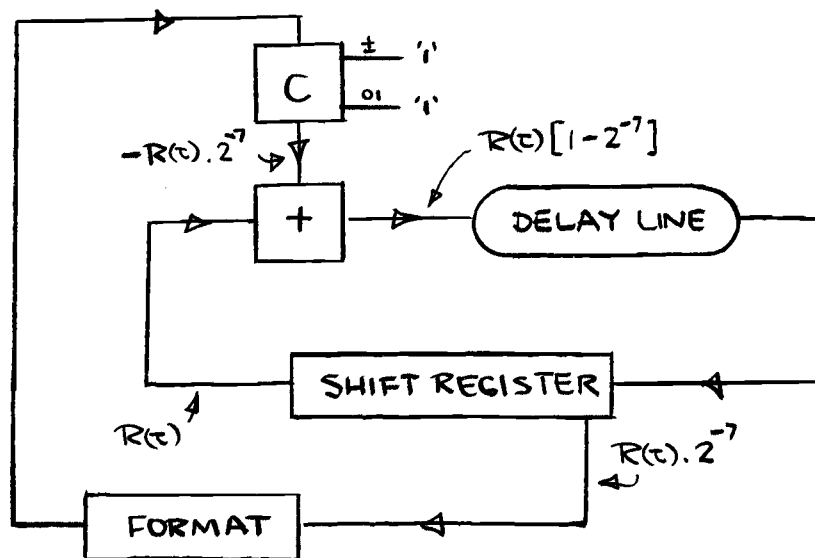 ± '1'
C
01 '1'
-R(τ).2⁻⁷
R(τ)[1-2⁻⁷]
+
DELAY LINE
SHIFT REGISTER
R(τ)
R(τ).2⁻⁷
FORMAT